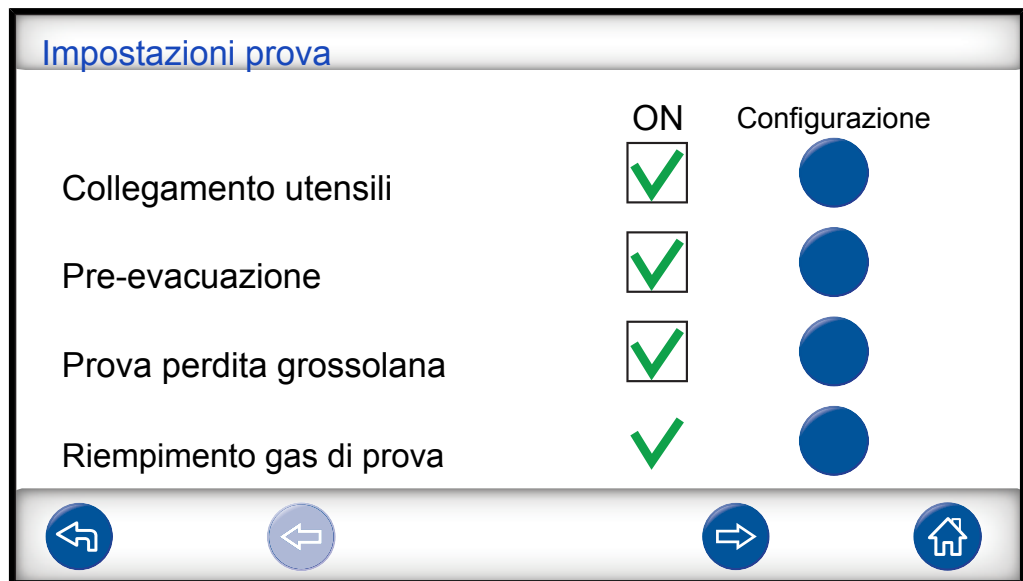 Impostazioni prova
ON Configurazione
Collegamento utensili
Pre-evacuazione
Prova perdita grossolana
Riempimento gas di prova